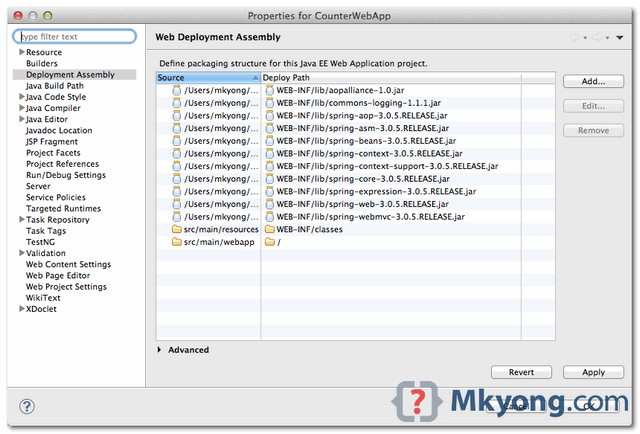 Properties for CounterWebApp
type filter text
Resource
Builders
Deployment Assembly
Java Build Path
Java Code Style
Java Compiler
Java Editor
Javadoc Location
JSP Fragment
Project Facets
Project References
Run/Debug Settings
Server
Service Policies
Targeted Runtimes
Task Repository
Task Tags
TestNG
Validation
Web Content Settings
Web Page Editor
Web Project Settings
WikiText
XDoclet
Web Deployment Assembly
Define packaging structure for this Java EE Web Application project.
Source Deploy Path
/Users/mkyong/... WEB-INF/lib/aopalliance-1.0.jar
/Users/mkyong/... WEB-INF/lib/commons-logging-1.1.1.jar
/Users/mkyong/... WEB-INF/lib/spring-aop-3.0.5.RELEASE.jar
/Users/mkyong/... WEB-INF/lib/spring-asm-3.0.5.RELEASE.jar
/Users/mkyong/... WEB-INF/lib/spring-beans-3.0.5.RELEASE.jar
/Users/mkyong/... WEB-INF/lib/spring-context-3.0.5.RELEASE.jar
/Users/mkyong/... WEB-INF/lib/spring-context-support-3.0.5.RELEASE.jar
/Users/mkyong/... WEB-INF/lib/spring-core-3.0.5.RELEASE.jar
/Users/mkyong/... WEB-INF/lib/spring-expression-3.0.5.RELEASE.jar
/Users/mkyong/... WEB-INF/lib/spring-web-3.0.5.RELEASE.jar
/Users/mkyong/... WEB-INF/lib/spring-webmvc-3.0.5.RELEASE.jar
src/main/resources WEB-INF/classes
src/main/webapp /
Add...
Edit...
Remove
Advanced
Revert Apply
Cancel OK
? Mkyong.com
?